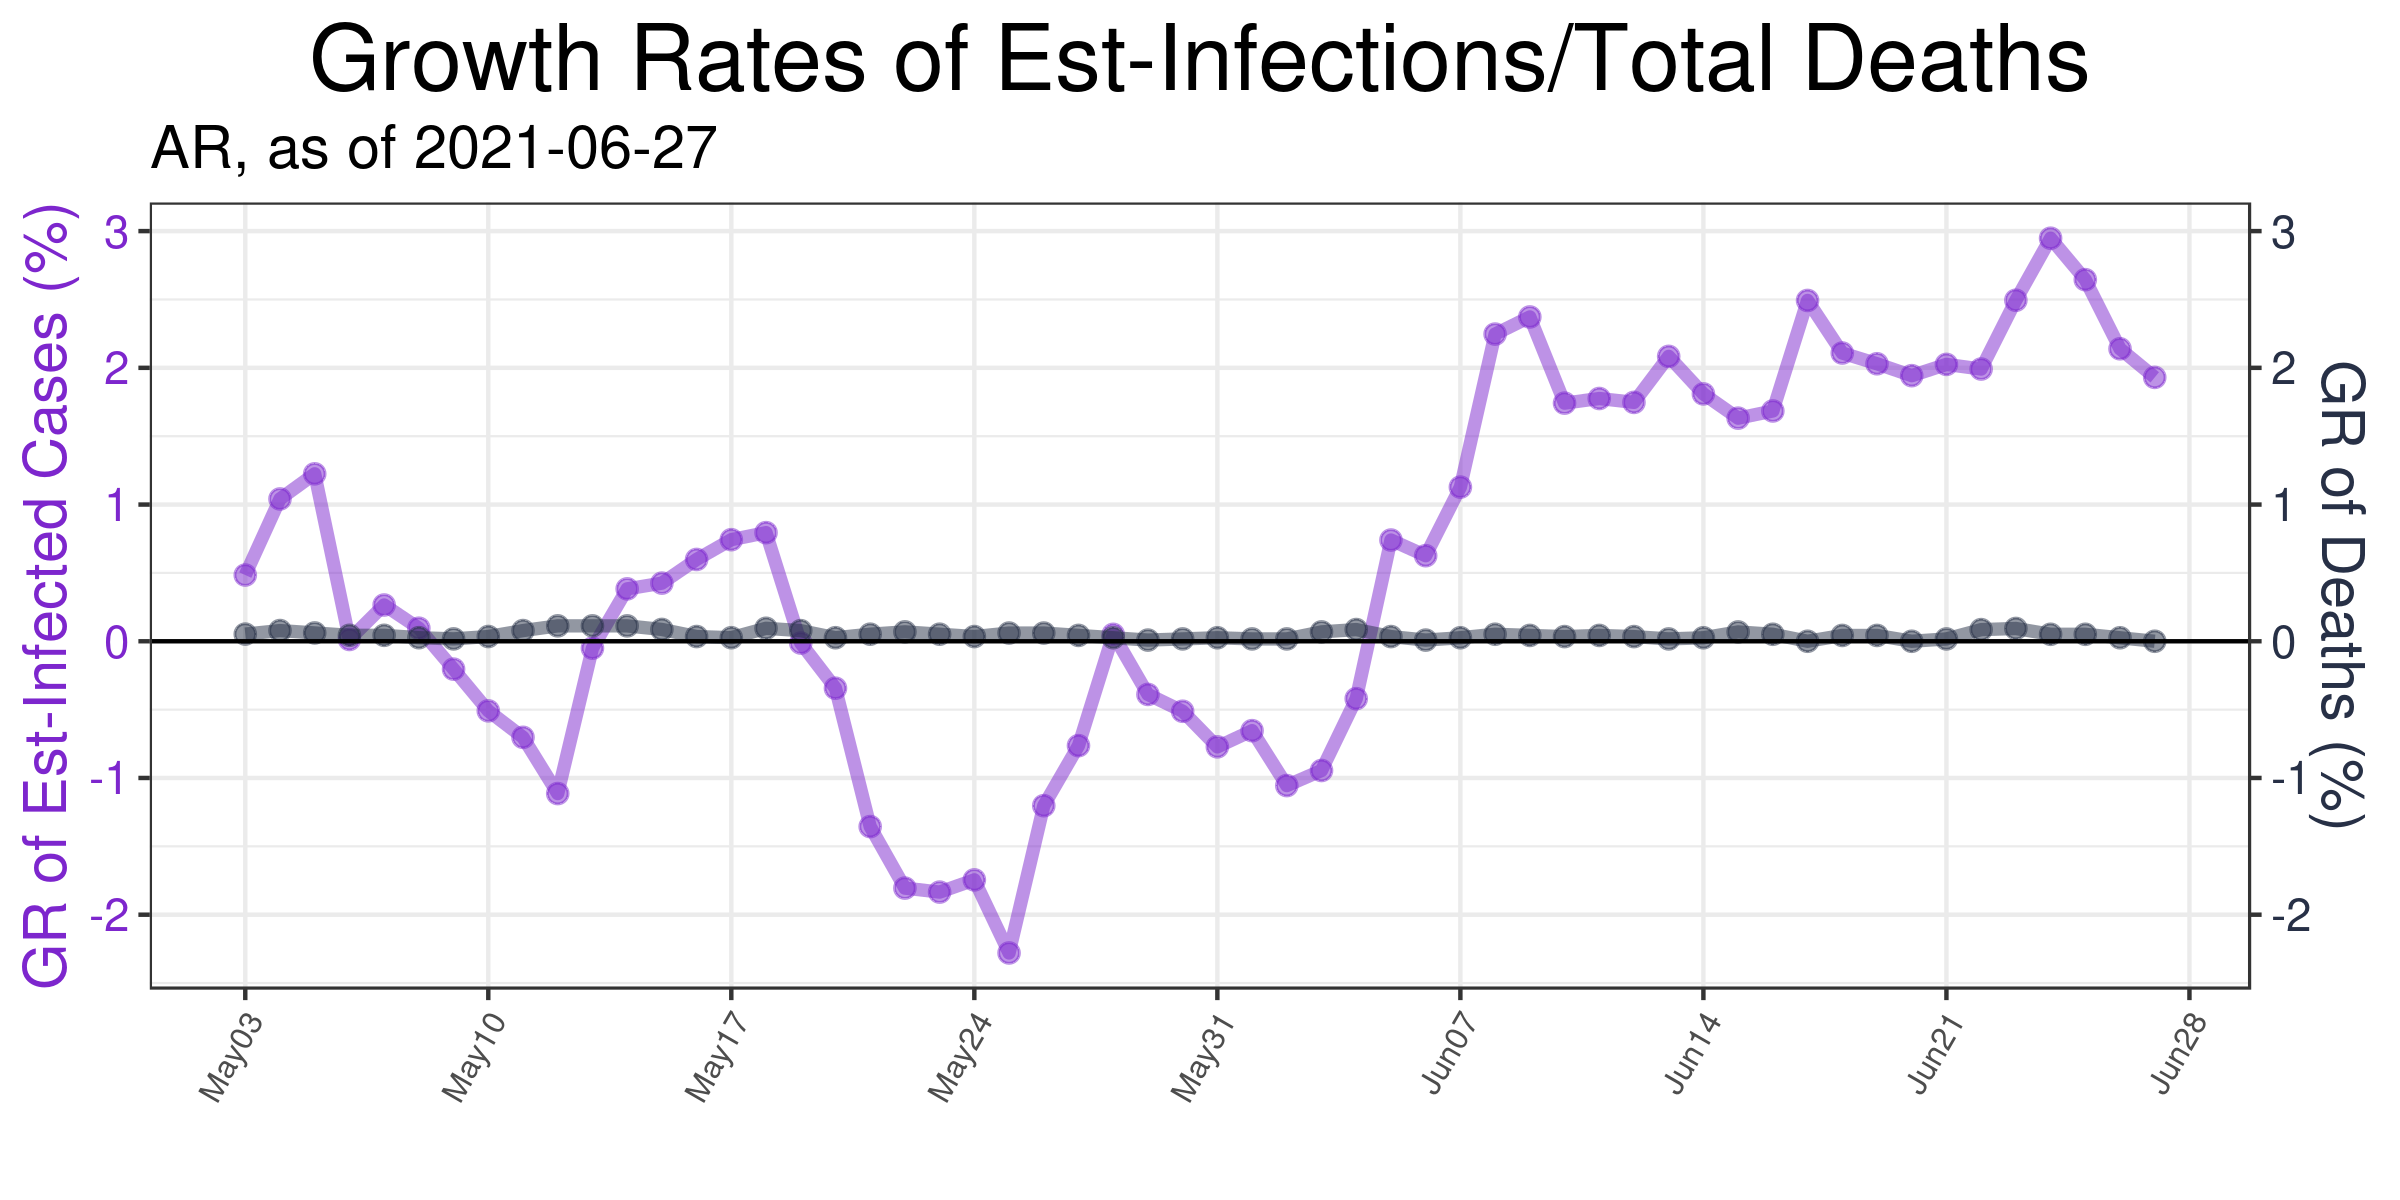 Growth Rates of Est-Infections/Total Deaths
AR, as of 2021-06-27
GR of Est-Infected Cases (%)
3
2
1
0
-1
-2
3
2
1
0
-1
-2
GR of Deaths (%)
May03
May10
May17
May24
May31
Jun07
Jun14
Jun21
Jun28